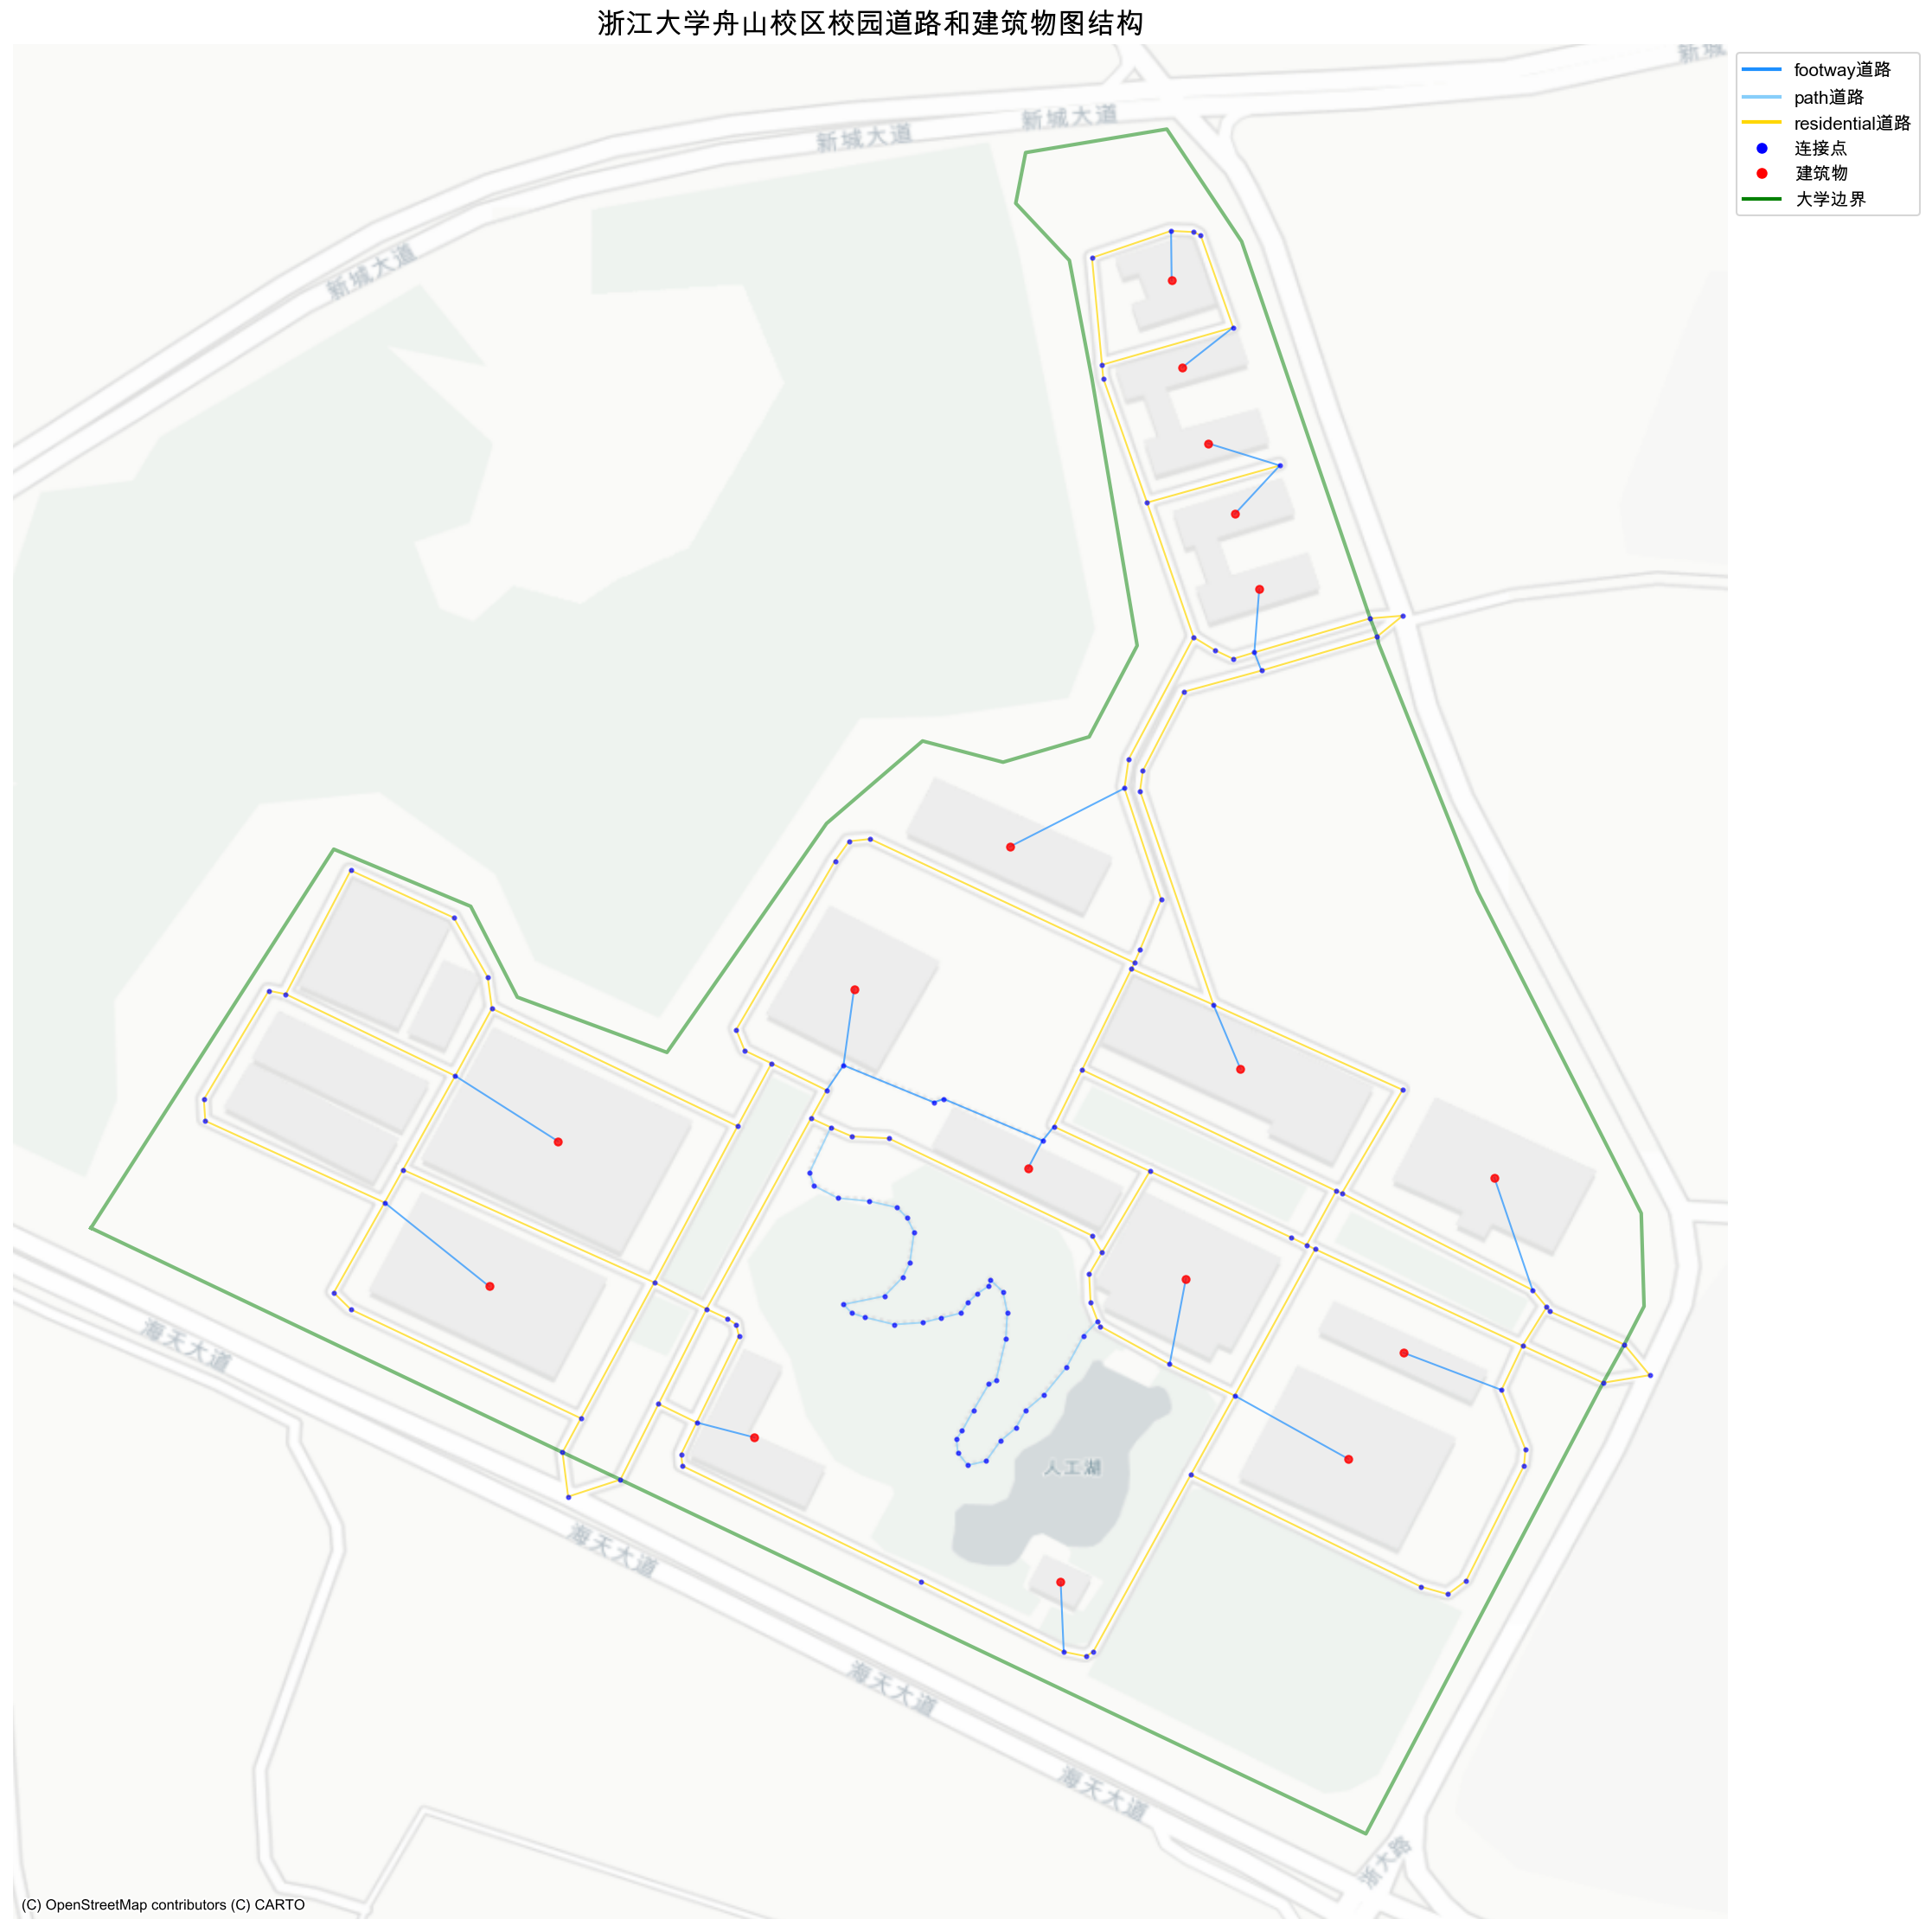 浙江大学舟山校区校园道路和建筑物图结构
新城
footway道路
path道路
residential道路
连接点
建筑物
大学边界
新城大道
新城大道
新城大道
人工湖
海天大道
海天大道
海天大道
海天大道
浙大路
(C) OpenStreetMap contributors (C) CARTO